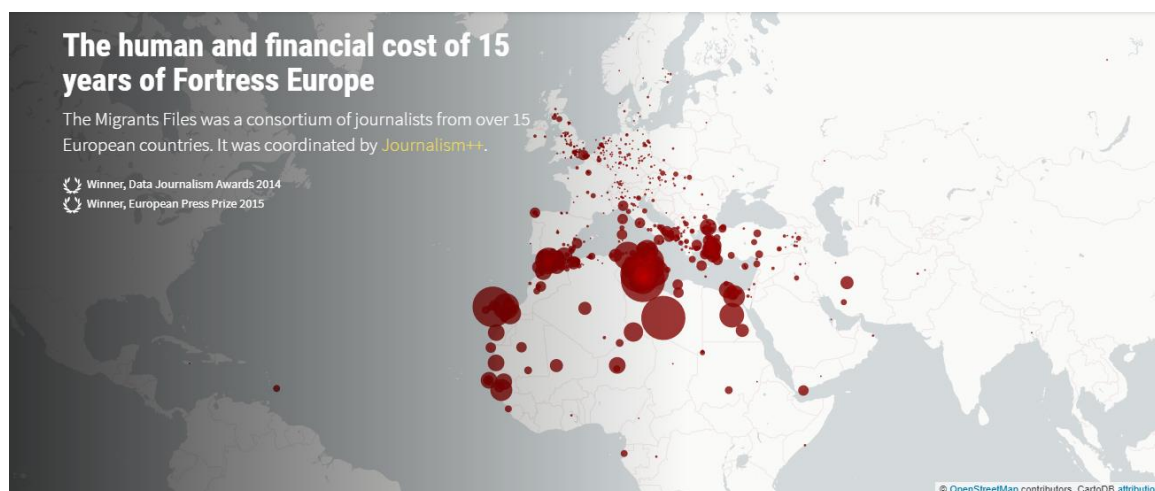 The human and financial cost of 15
years of Fortress Europe
The Migrants Files was a consortium of journalists from over 15
European countries. It was coordinated by Journalism++.
Winner, Data Journalism Awards 2014
Winner, European Press Prize 2015
© OpenStreetMap contributors, CartoDB attributio